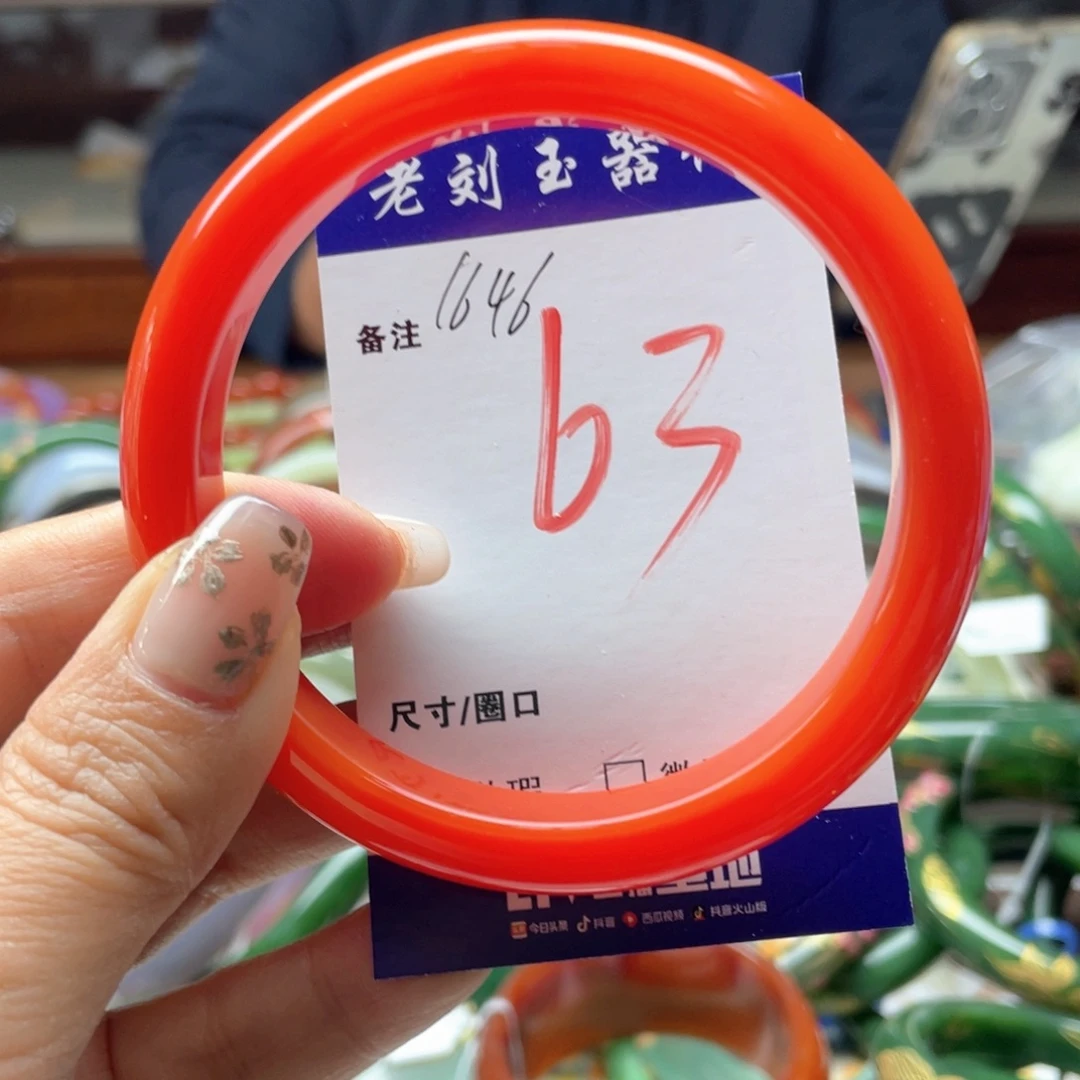 老刘玉器
备注 1646
63
尺寸/圈口
今日头条 抖音 西瓜视频 抖音火山版